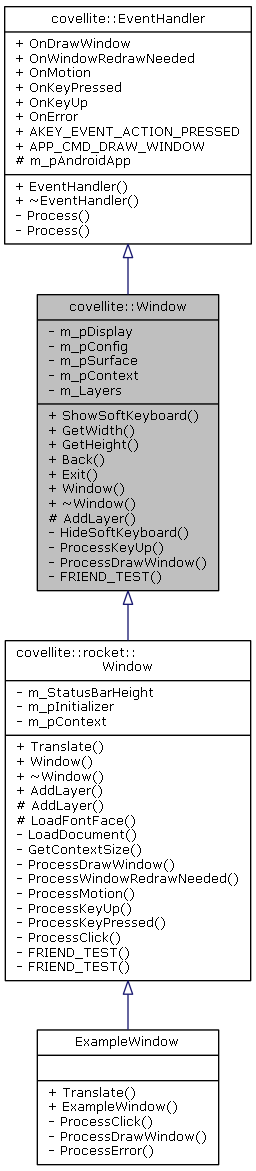 covellite::EventHandler
+ OnDrawWindow
+ OnWindowRedrawNeeded
+ OnMotion
+ OnKeyPressed
+ OnKeyUp
+ OnError
+ AKEY_EVENT_ACTION_PRESSED
+ APP_CMD_DRAW_WINDOW
# m_pAndroidApp
+ EventHandler()
+ ~EventHandler()
- Process()
- Process()
covellite::Window
- m_pDisplay
- m_pConfig
- m_pSurface
- m_pContext
- m_Layers
+ ShowSoftKeyboard()
+ GetWidth()
+ GetHeight()
+ Back()
+ Exit()
+ Window()
+ ~Window()
# AddLayer()
- HideSoftKeyboard()
- ProcessKeyUp()
- ProcessDrawWindow()
- FRIEND_TEST()
covellite::rocket::
Window
- m_StatusBarHeight
- m_pInitializer
- m_pContext
+ Translate()
+ Window()
+ ~Window()
+ AddLayer()
# AddLayer()
# LoadFontFace()
- LoadDocument()
- GetContextSize()
- ProcessDrawWindow()
- ProcessWindowRedrawNeeded()
- ProcessMotion()
- ProcessKeyUp()
- ProcessKeyPressed()
- ProcessClick()
- FRIEND_TEST()
- FRIEND_TEST()
ExampleWindow
+ Translate()
+ ExampleWindow()
- ProcessClick()
- ProcessDrawWindow()
- ProcessError()